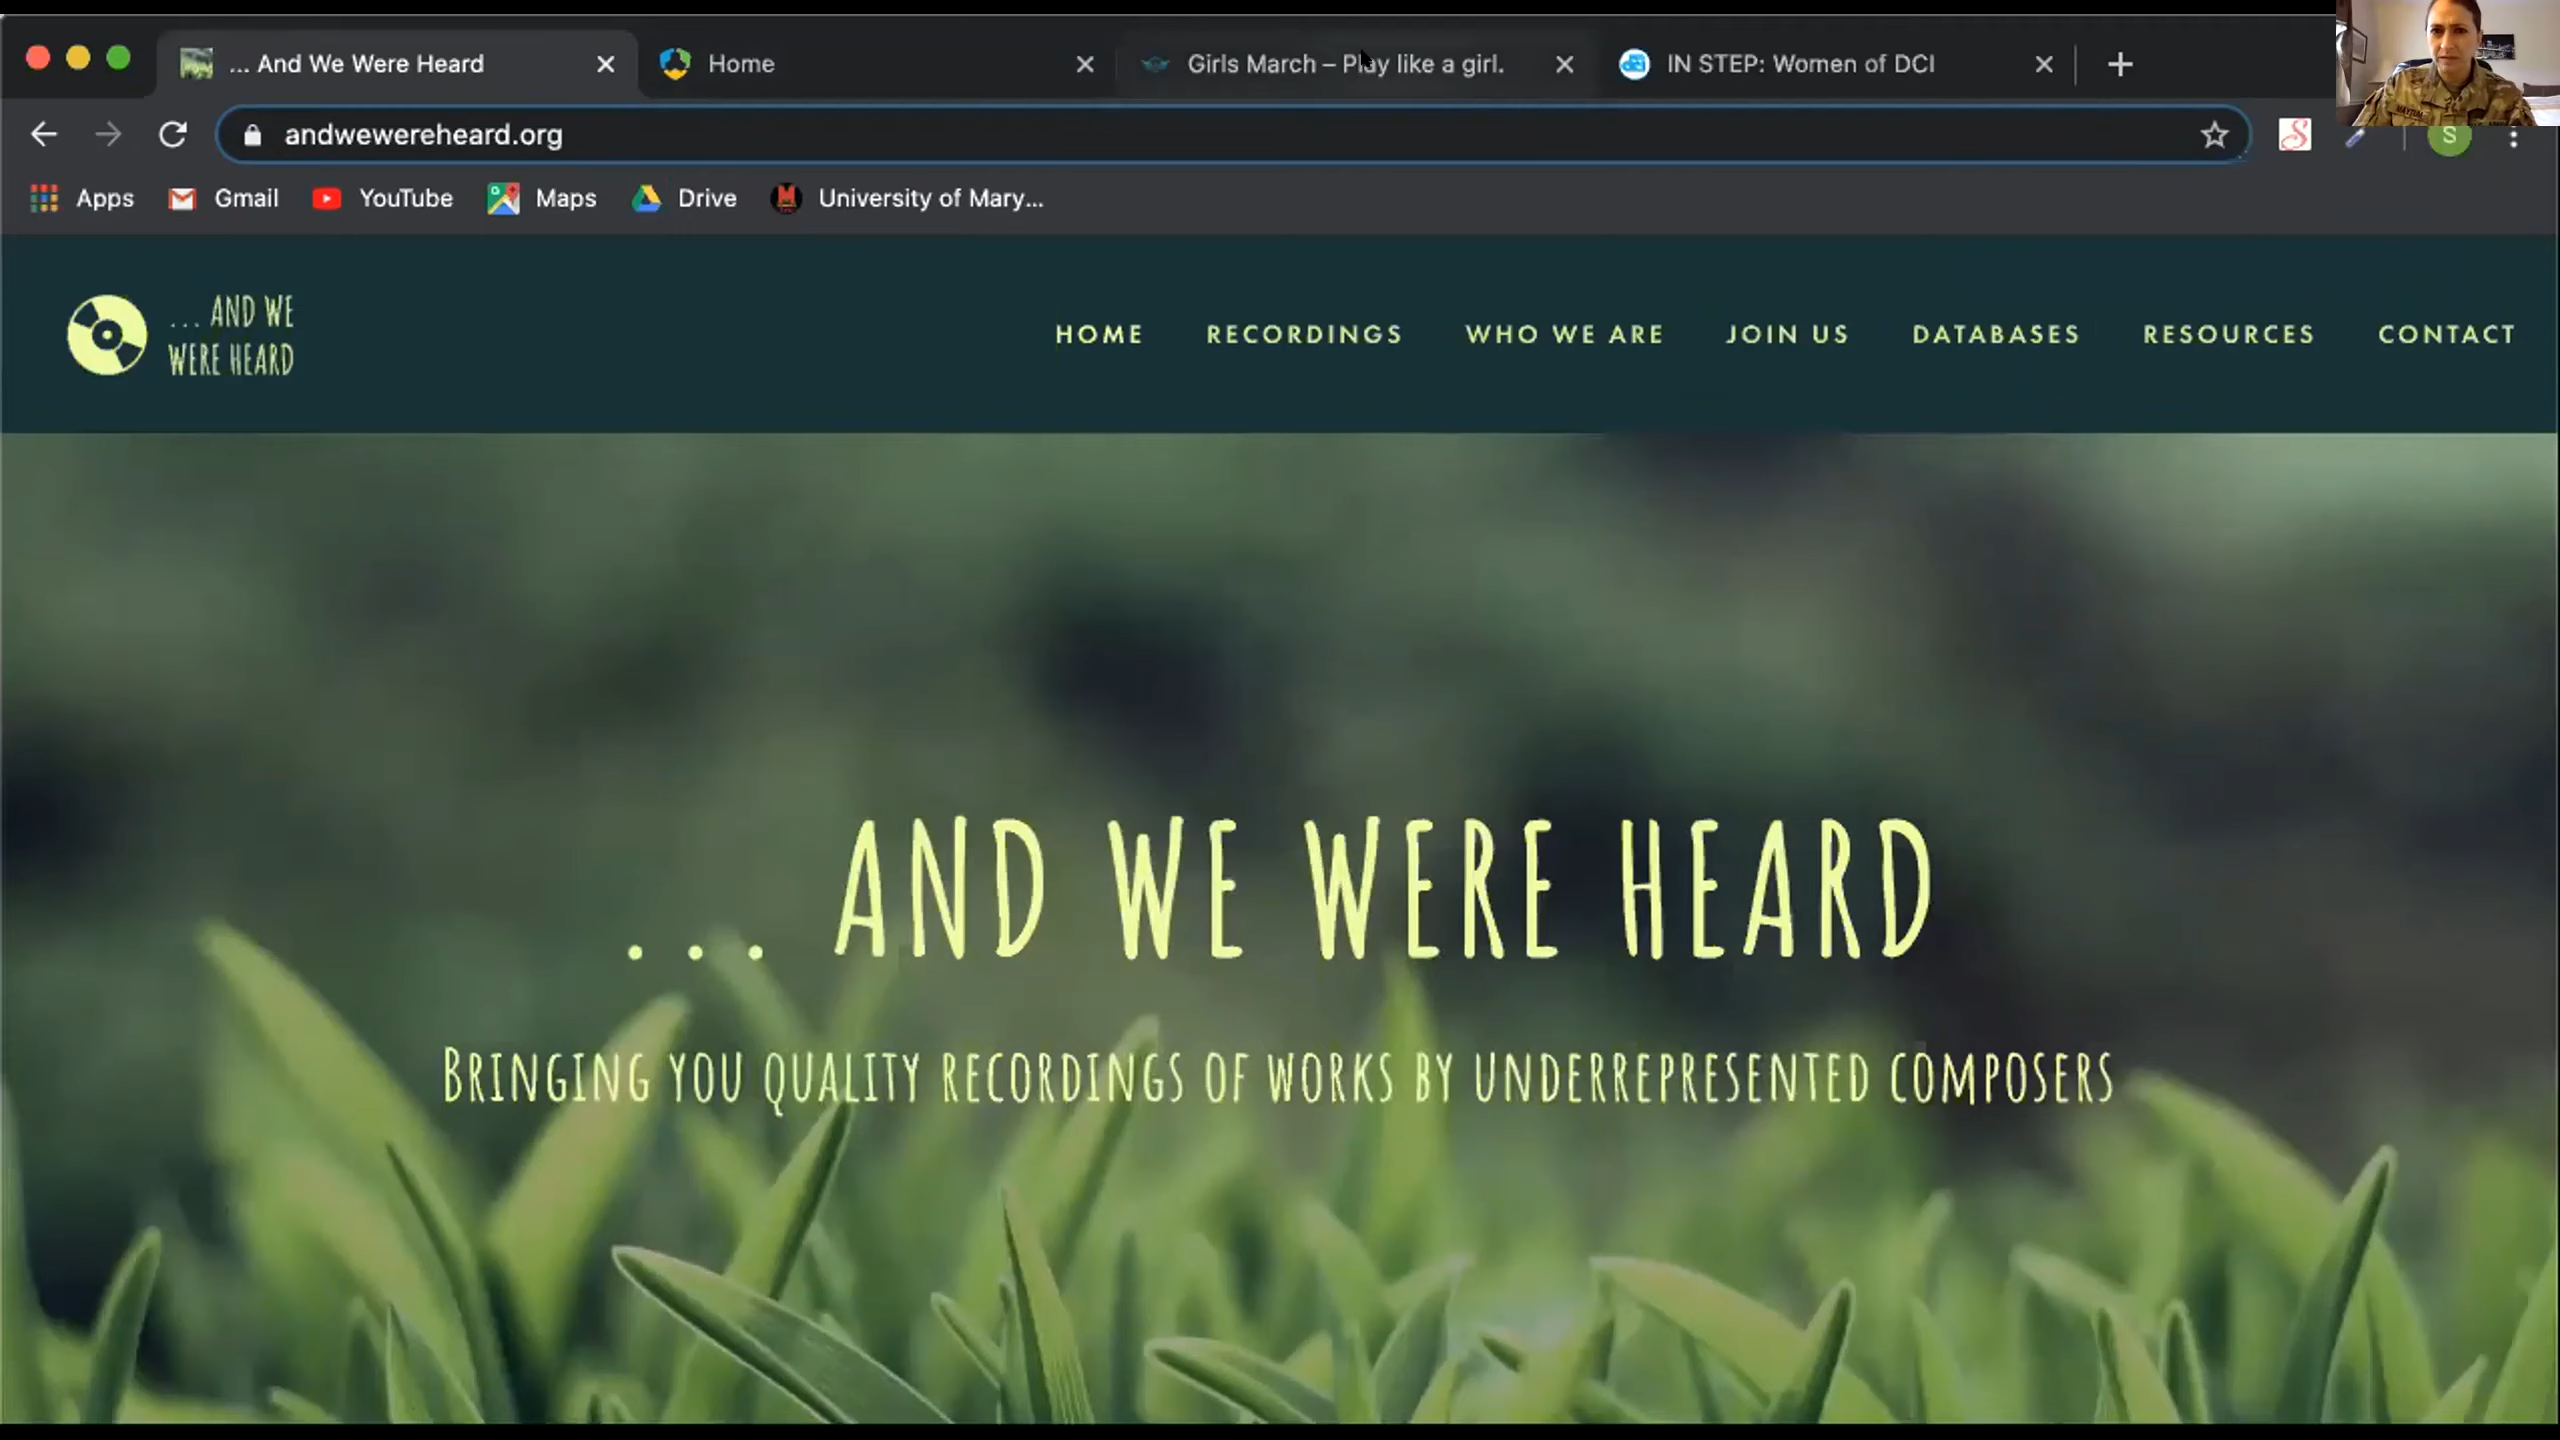 ... And We Were Heard
Home
Girls March – Play like a girl.
IN STEP: Women of DCI
andwewereheard.org
S
S
Apps
Gmail
YouTube
Maps
Drive
University of Mary...
... AND WE
WERE HEARD
HOME
RECORDINGS
WHO WE ARE
JOIN US
DATABASES
RESOURCES
CONTACT
... AND WE WERE HEARD
BRINGING YOU QUALITY RECORDINGS OF WORKS BY UNDERREPRESENTED COMPOSERS